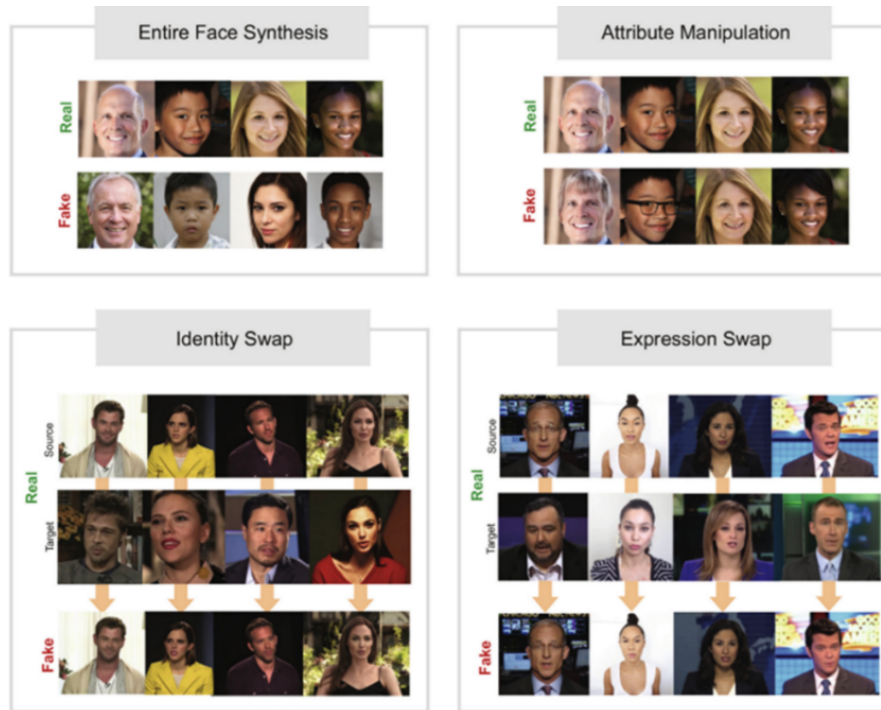 Entire Face Synthesis
Real
Fake
Attribute Manipulation
Real
Fake
Identity Swap
Real
Source
Target
Fake
Expression Swap
Real
Source
Target
Fake